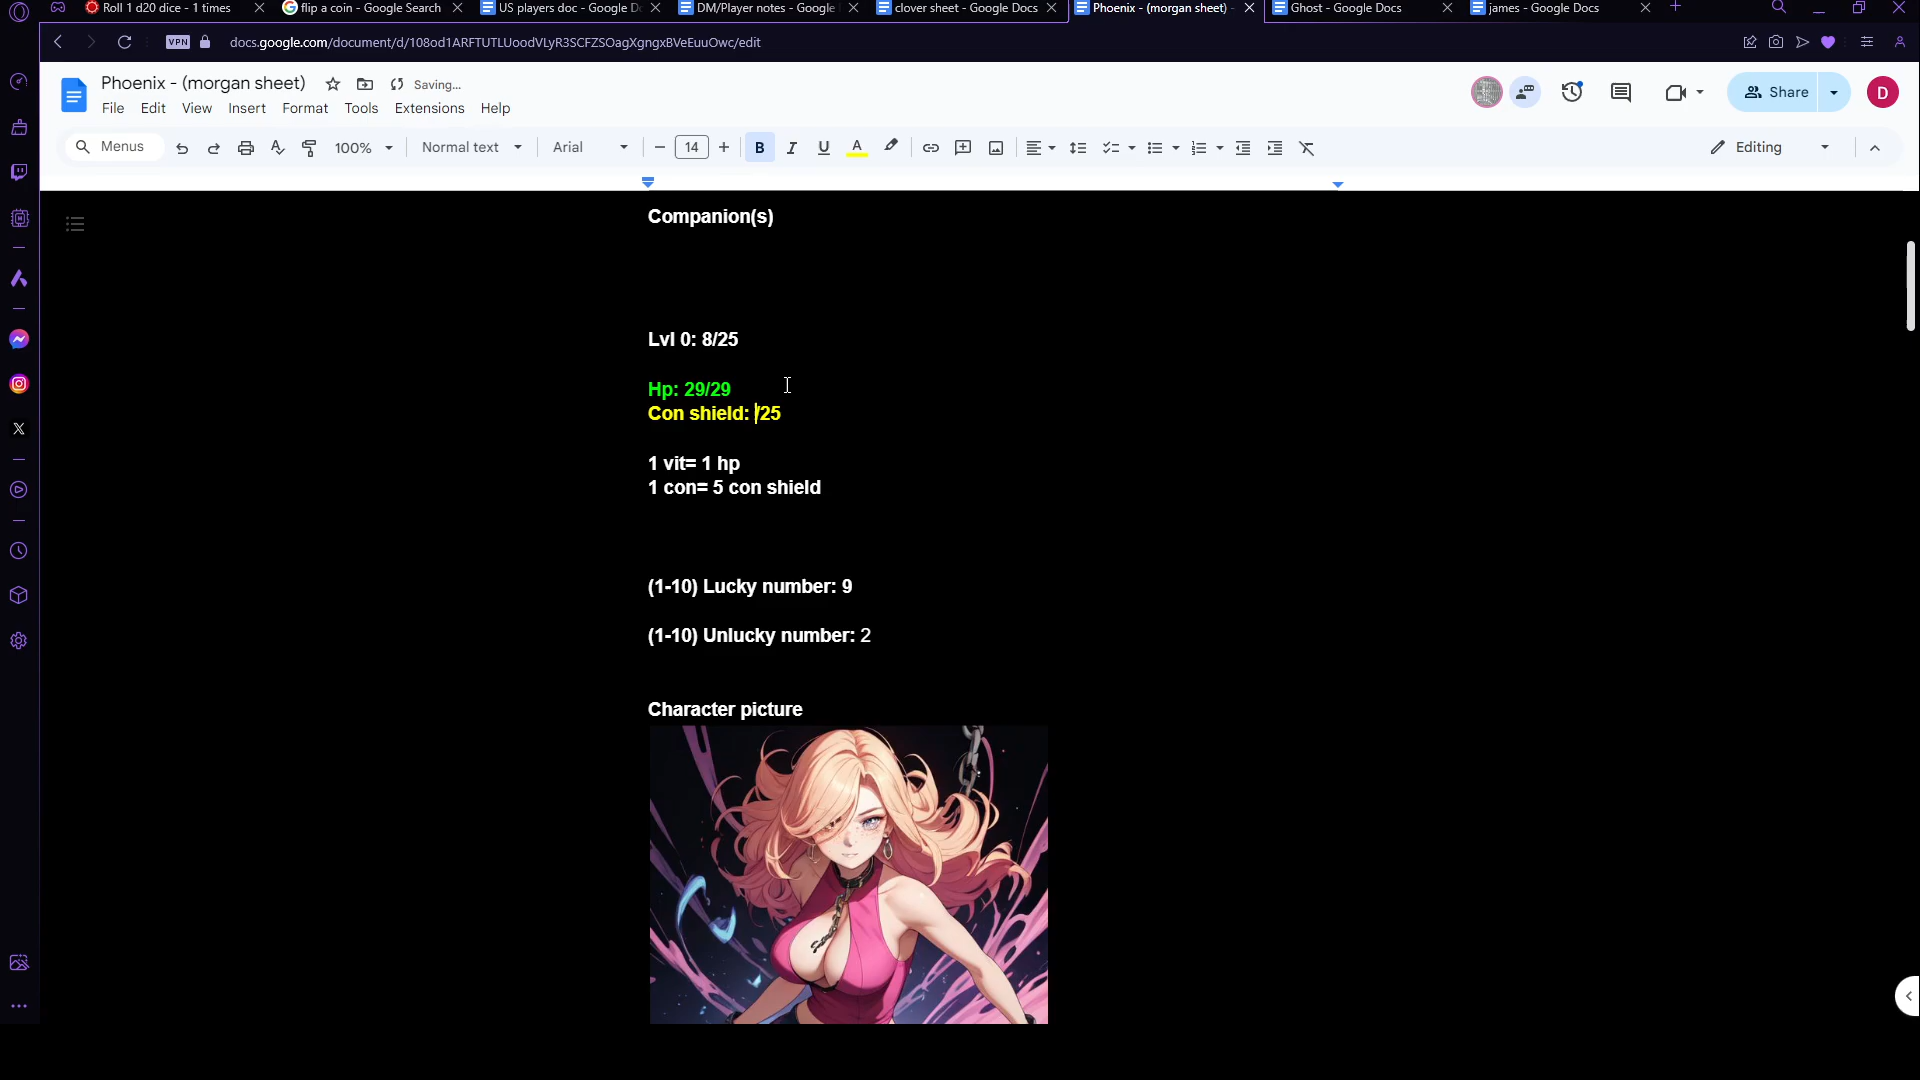 Roll 1 d20 dice - 1 times
flip a coin - Google Search
US players doc - Google D
DM/Player notes - Google
clover sheet - Google Docs
Phoenix - (morgan sheet) -
Ghost - Google Docs
james - Google Docs
VPN
docs.google.com/document/d/108od1ARFTUTLUoodVLyR3SCFZSOagXgngxBVeEuuOwc/edit
Phoenix - (morgan sheet)
Saving...
File Edit View Insert Format Tools Extensions Help
Share
D
Menus
100%
Normal text
Arial
14
B I U A
Editing
Companion(s)
Lvl 0: 8/25
Hp: 29/29
Con shield: /25
1 vit= 1 hp
1 con= 5 con shield
(1-10) Lucky number: 9
(1-10) Unlucky number: 2
Character picture